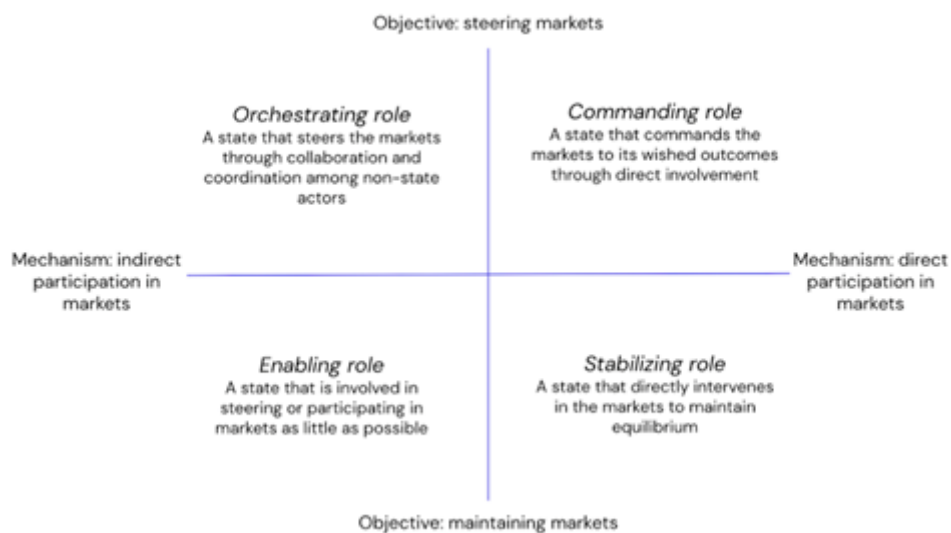 Objective: steering markets
Orchestrating role
A state that steers the markets
through collaboration and
coordination among non-state
actors
Commanding role
A state that commands the
markets to its wished outcomes
through direct involvement
Mechanism: indirect
participation in
markets
Mechanism: direct
participation in
markets
Enabling role
A state that is involved in
steering or participating in
markets as little as possible
Stabilizing role
A state that directly intervenes
in the markets to maintain
equilibrium
Objective: maintaining markets